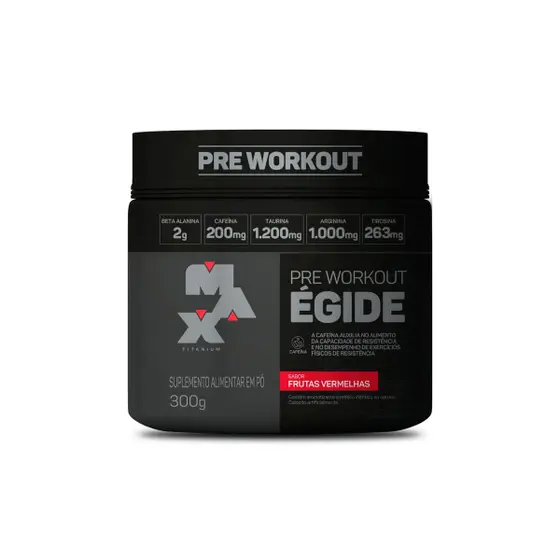 PRE WORKOUT
BETA ALANINA
2g
CAFEÍNA
200mg
TAURINA
1.200mg
ARGININA
1.000mg
TIROSINA
263mg
MAX
TITANIUM
SUPLEMENTO ALIMENTAR EM PÓ
300g
PRE WORKOUT
ÉGIDE
CAFEÍNA
A CAFEÍNA AUXILIA NO AUMENTO
DA CAPACIDADE DE RESISTÊNCIA
E NO DESEMPENHO DE EXERCÍCIOS
FÍSICOS DE RESISTÊNCIA.
SABOR
FRUTAS VERMELHAS